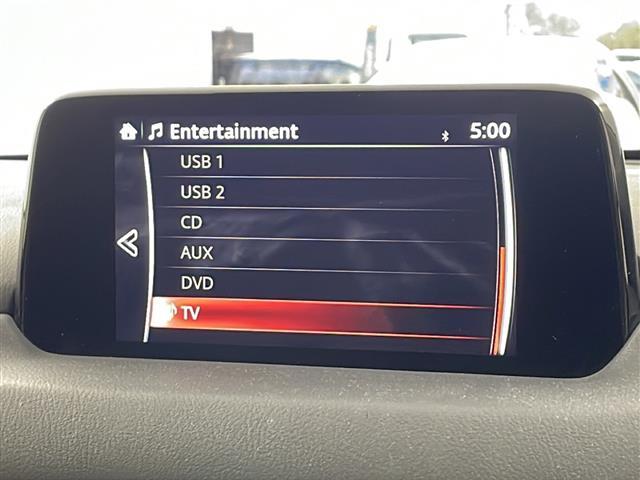 Entertainment 5:00
USB 1
USB 2
CD
AUX
DVD
TV